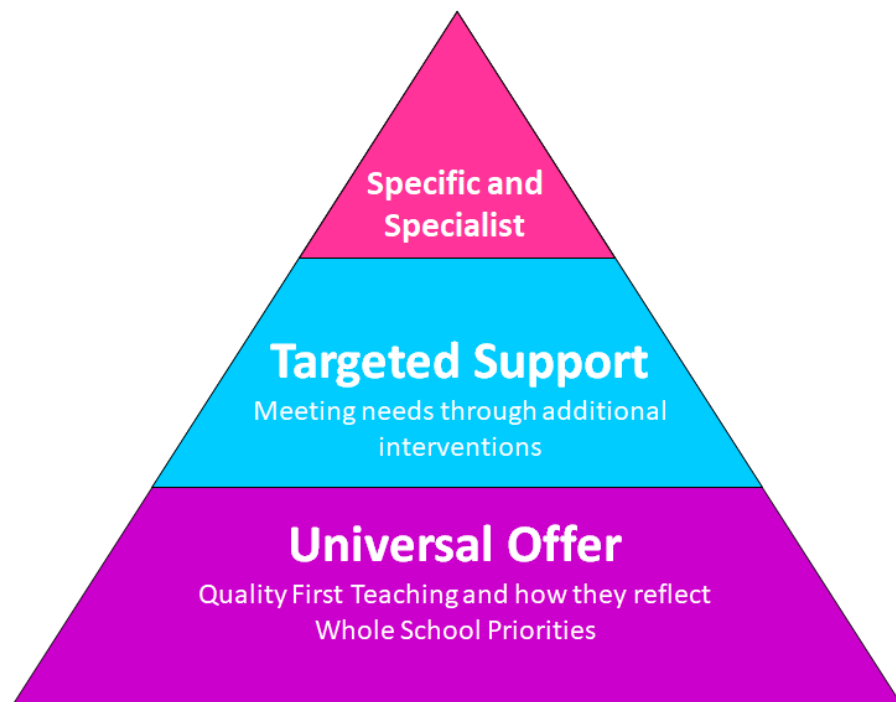 Specific and
Specialist
Targeted Support
Meeting needs through additional
interventions
Universal Offer
Quality First Teaching and how they reflect
Whole School Priorities